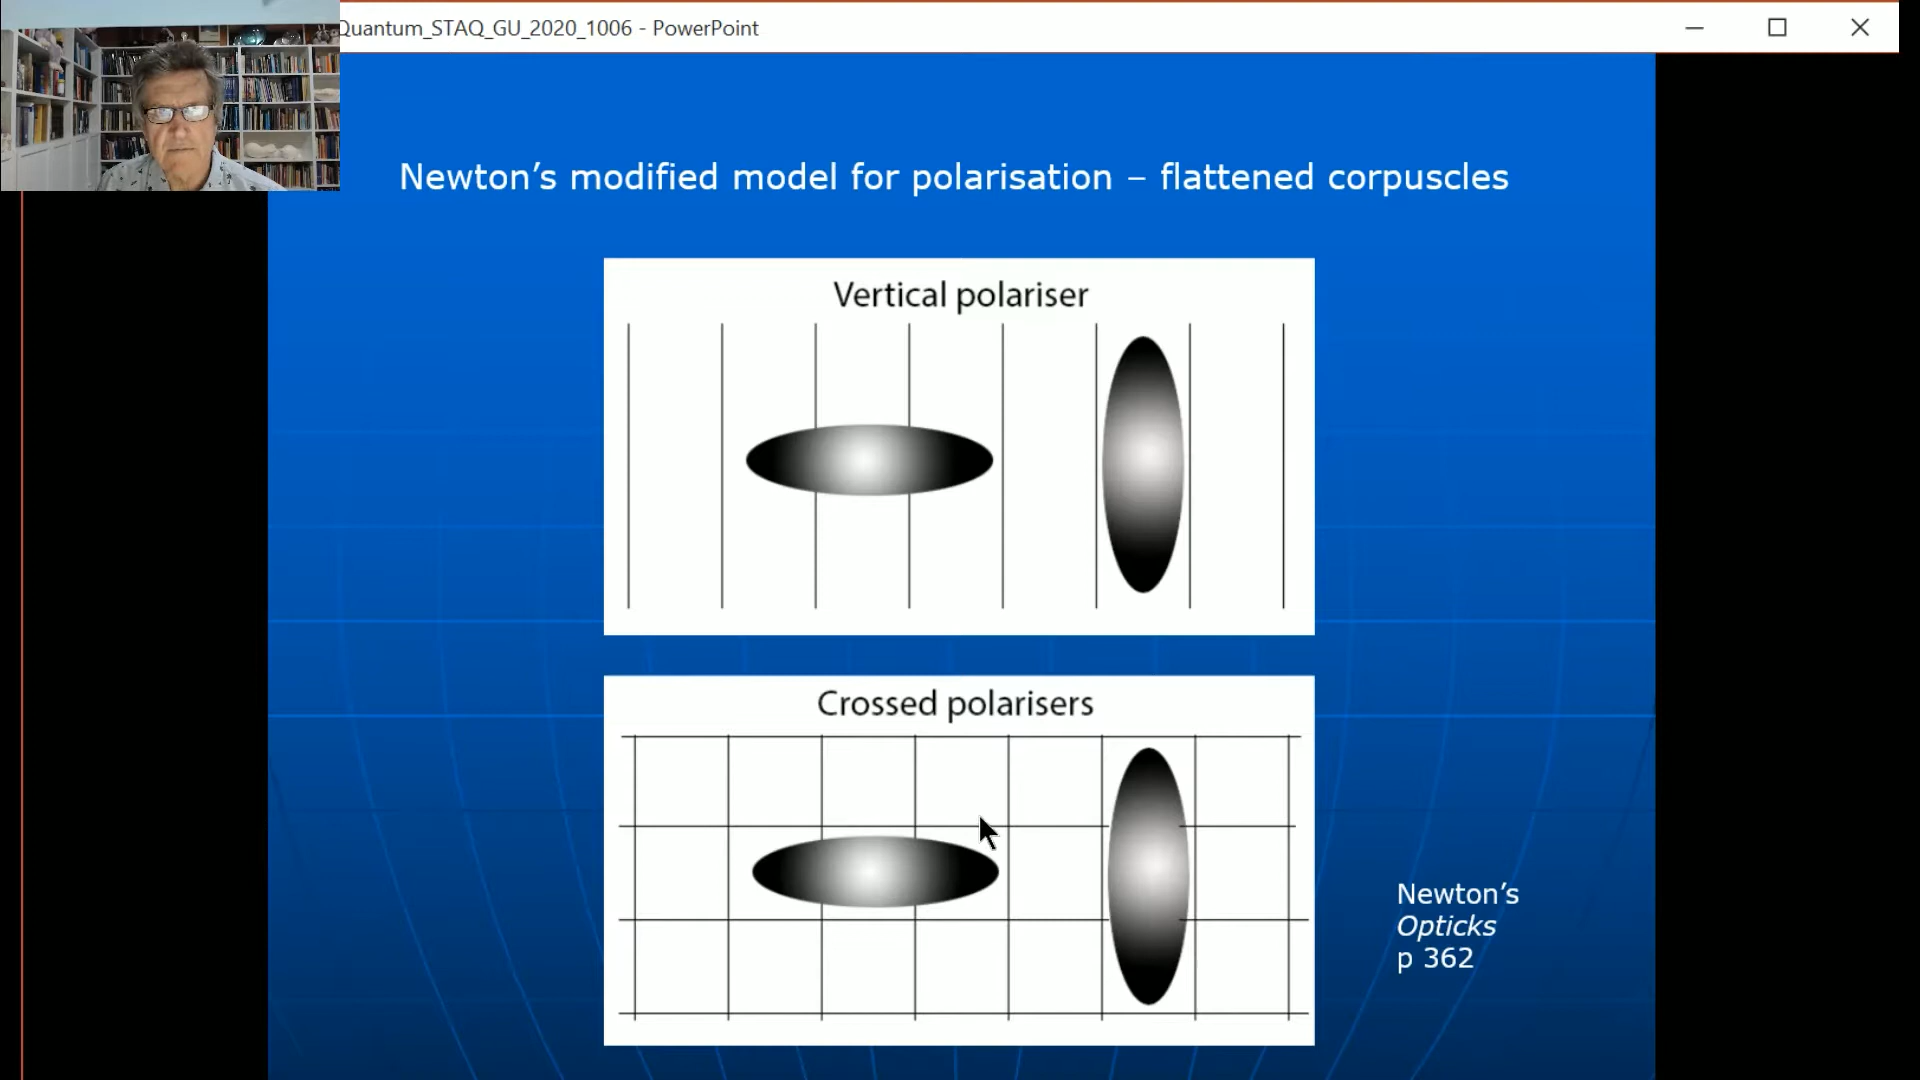 Quantum_STAQ_GU_2020_1006 - PowerPoint
Newton’s modified model for polarisation – flattened corpuscles
Vertical polariser
Crossed polarisers
Newton’s
Opticks
p 362